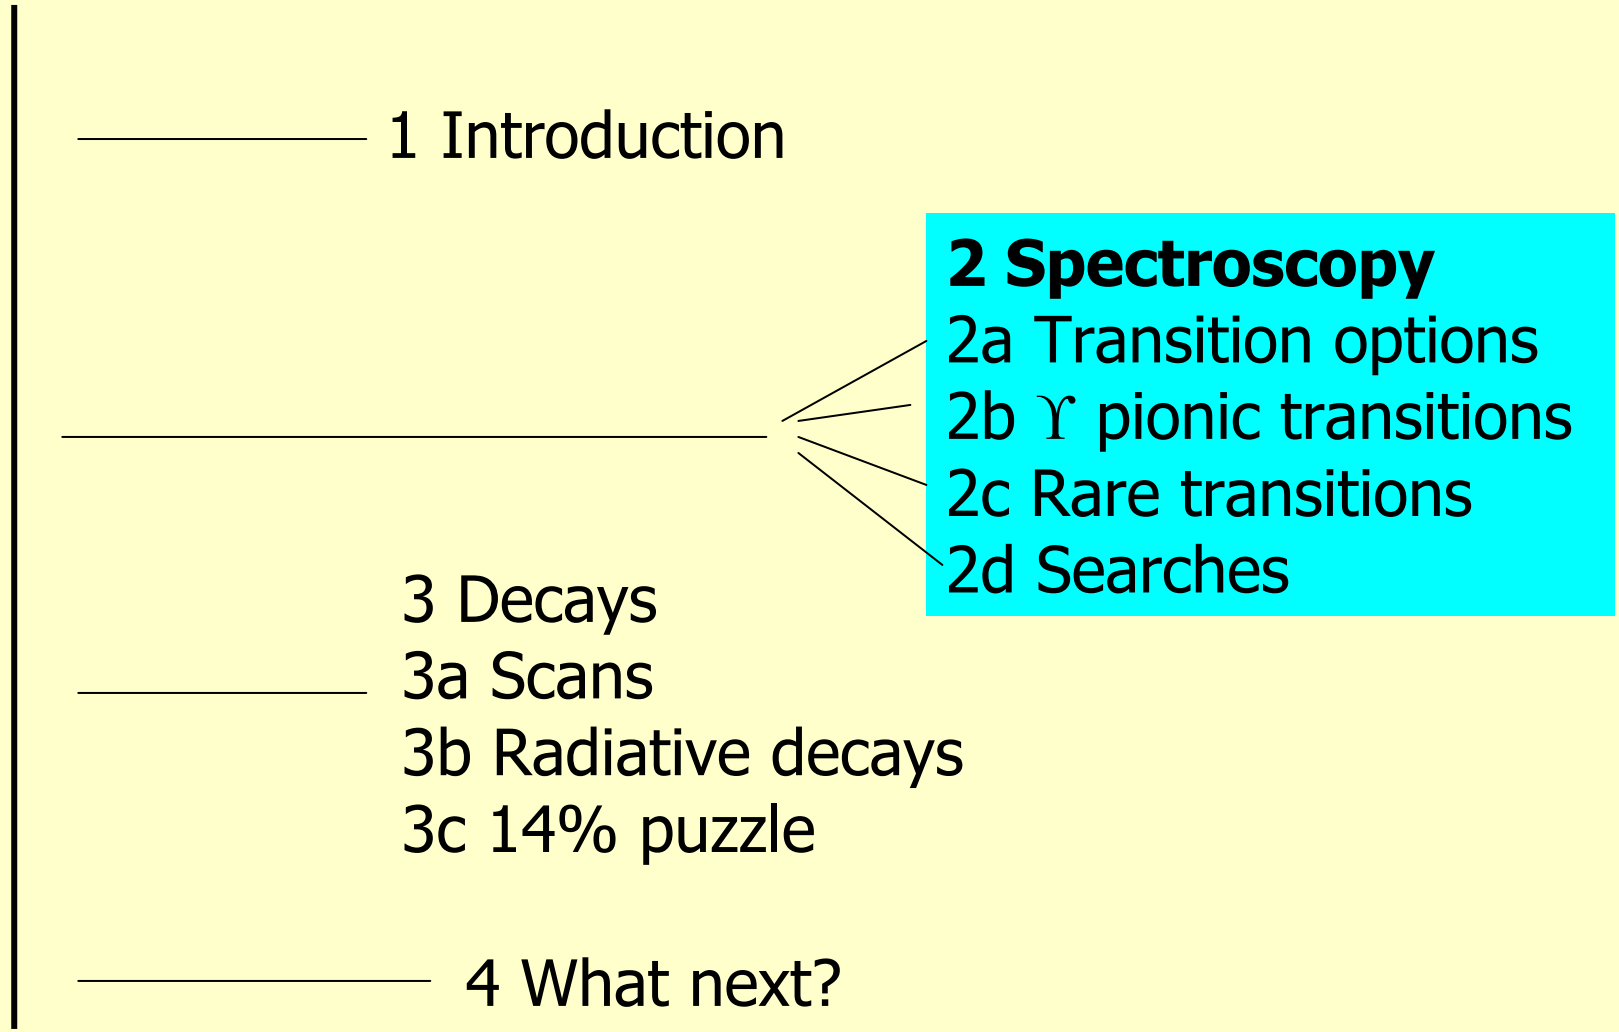 1 Introduction
2 Spectroscopy
2a Transition options
2b ϒ pionic transitions
2c Rare transitions
2d Searches
3 Decays
3a Scans
3b Radiative decays
3c 14% puzzle
4 What next?